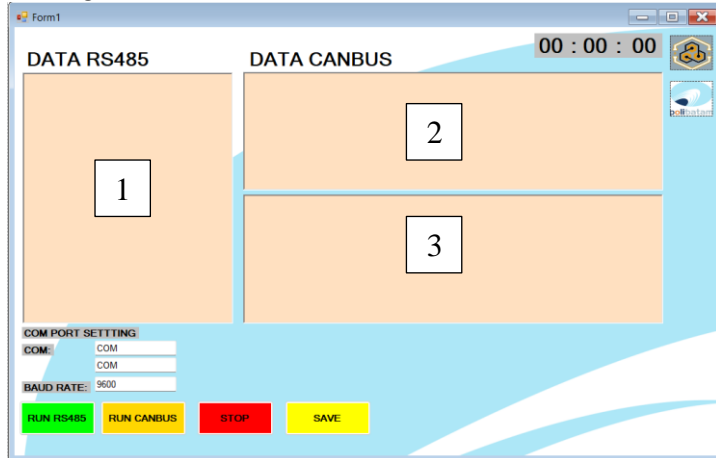 Form1
00 : 00 : 00
DATA RS485
DATA CANBUS
polibatam
1
2
3
COM PORT SETTTING
COM:
COM
COM
BAUD RATE:
9600
RUN RS485
RUN CANBUS
STOP
SAVE